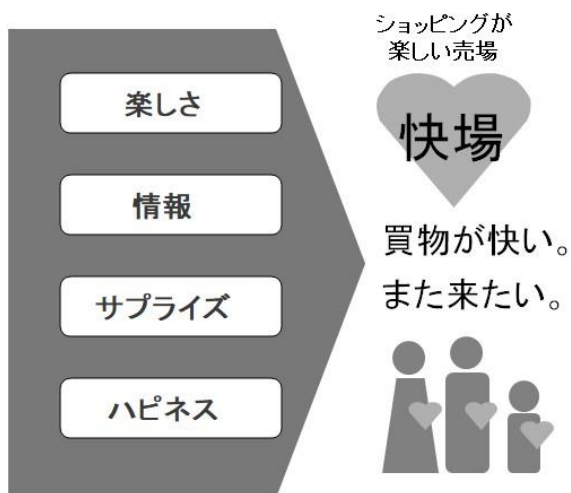 楽しさ
情報
サプライズ
ハピネス
ショッピングが
楽しい売場
快場
買物が快い。
また来たい。